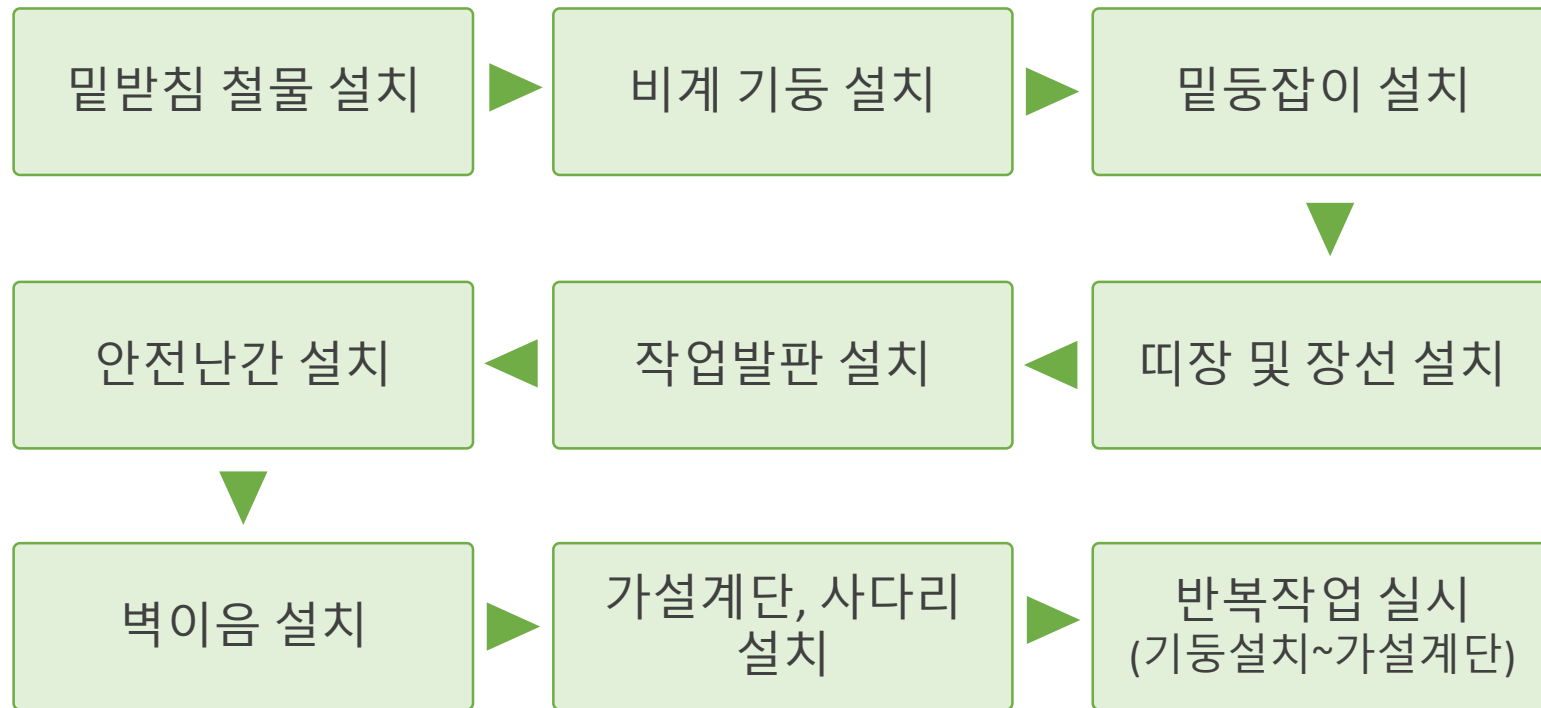 밑받침 철물 설치
비계 기둥 설치
밑둥잡이 설치
띠장 및 장선 설치
작업발판 설치
안전난간 설치
벽이음 설치
가설계단, 사다리
설치
반복작업 실시
(기둥설치~가설계단)